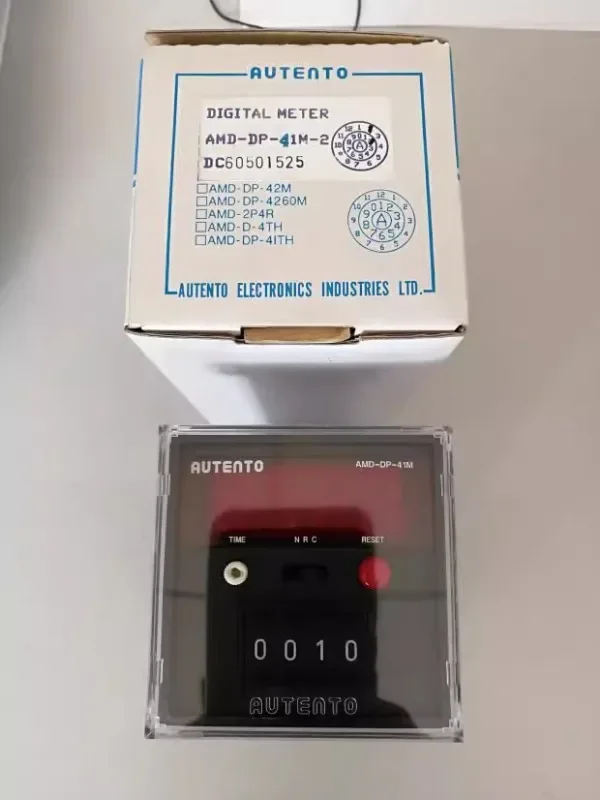 AUTENTO
DIGITAL METER
AMD-DP-41M-2
DC60501525
AMD-DP-42M
AMD-DP-4260M
AMD-2P4R
AMD-D-4TH
AMD-DP-4ITH
A
AUTENTO ELECTRONICS INDUSTRIES LTD.
AUTENTO
AMD-DP-41M
TIME
N R C
RESET
0010
AUTENTO